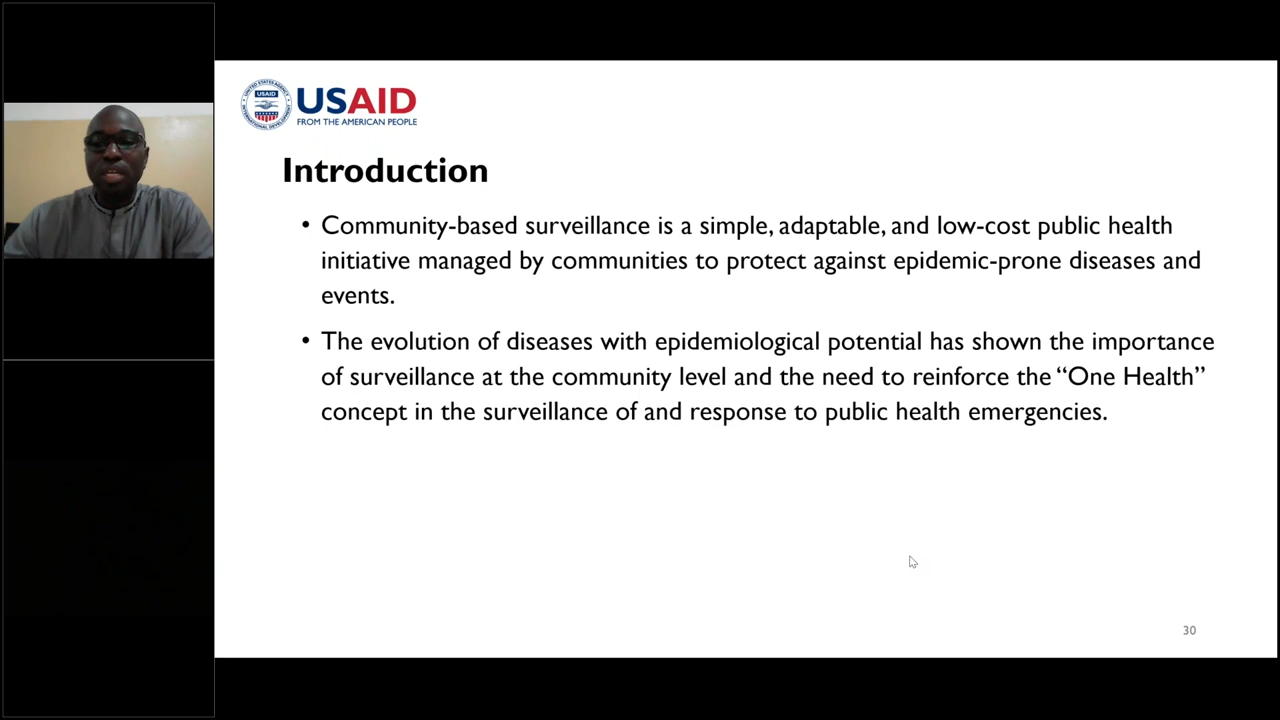 USAID
FROM THE AMERICAN PEOPLE
Introduction
• Community-based surveillance is a simple, adaptable, and low-cost public health
initiative managed by communities to protect against epidemic-prone diseases and
events.
• The evolution of diseases with epidemiological potential has shown the importance
of surveillance at the community level and the need to reinforce the “One Health”
concept in the surveillance of and response to public health emergencies.
30